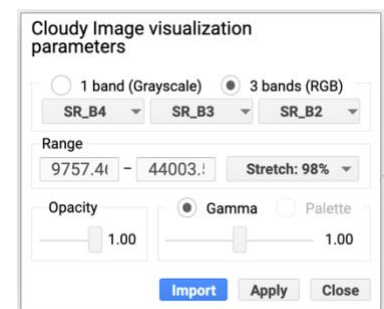 Cloudy Image visualization
parameters
1 band (Grayscale) 3 bands (RGB)
SR_B4 SR_B3 SR_B2
Range
9757.4 – 44003. Stretch: 98%
Opacity Gamma Palette
1.00 1.00
Import Apply Close